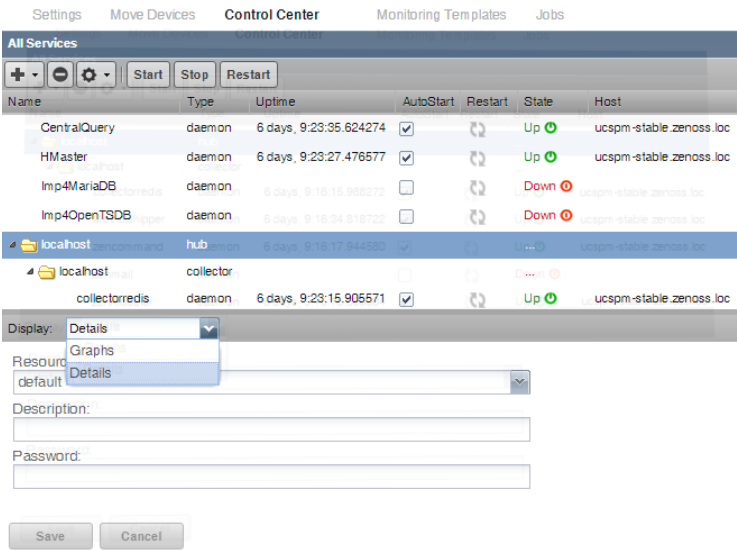 Settings Move Devices Control Center Monitoring Templates Jobs
All Services
Start Stop Restart
Name Type Uptime AutoStart Restart State Host
CentralQuery daemon 6 days, 9:23:35.624274 Up ucspm-stable.zenoss.loc
HMaster daemon 6 days, 9:23:27.476577 Up ucspm-stable.zenoss.loc
Imp4MariaDB daemon Down
Imp4OpenTSDB daemon Down
localhost hub ...
localhost collector ...
collectorredis daemon 6 days, 9:23:15.905571 Up ucspm-stable.zenoss.loc
Display: Details
Graphs
Details
default
Description:
Password:
Save Cancel